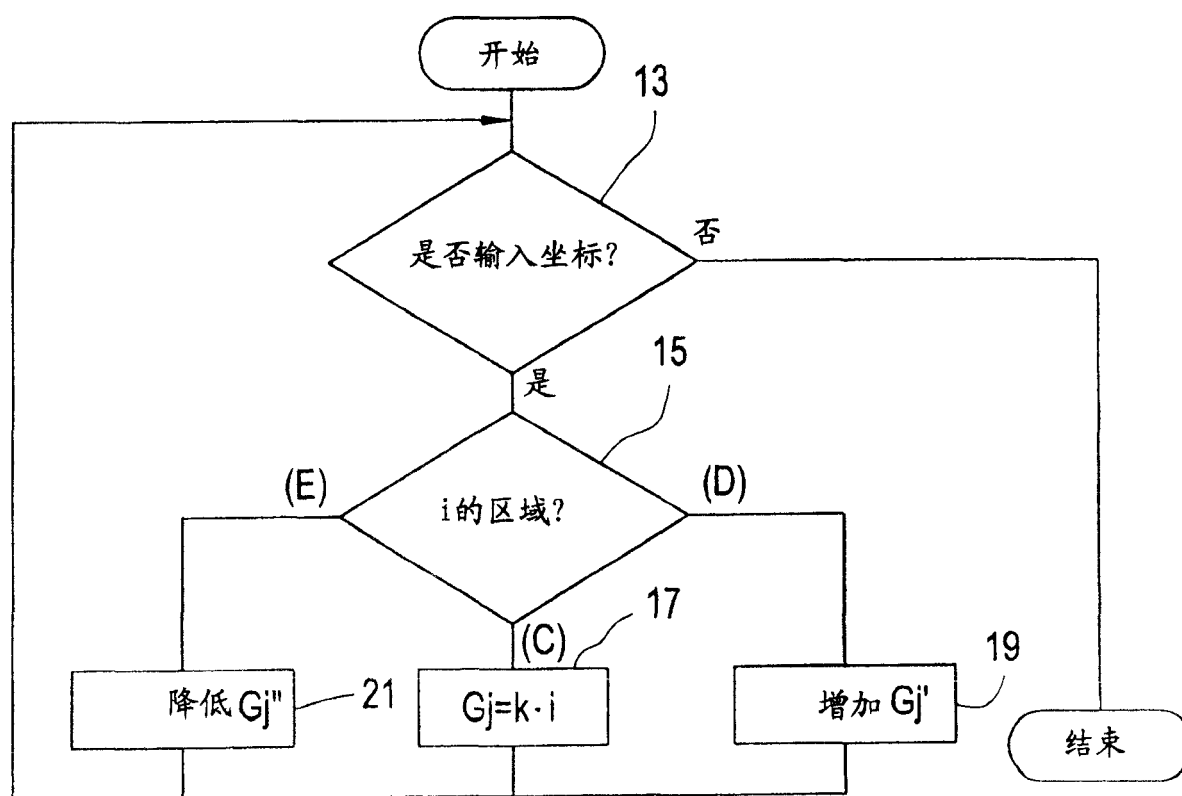 开始
13
是否输入坐标?
否
15
是
(E)
(D)
i的区域?
17
(C)
19
降低 Gj"
21
Gj=k·i
增加 Gj'
结束